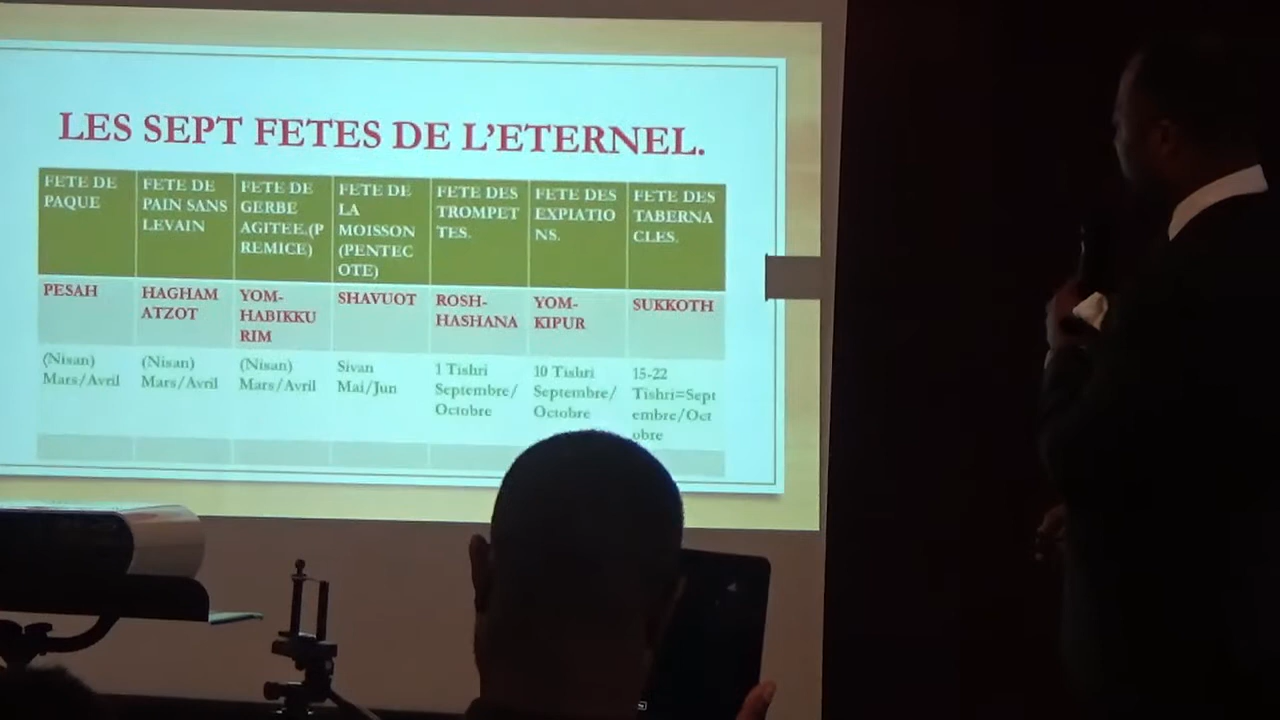 LES SEPT FETES DE L'ETERNEL.
FETE DE
PAQUE
FETE DE
PAIN SANS
LEVAIN
FETE DE
GERBE
AGITEE.(P
REMICE)
FETE DE
LA
MOISSON
(PENTEC
OTE)
FETE DES
TROMPET
TES.
FETE DES
EXPIATIO
NS.
FETE DES
TABERNA
CLES.
PESAH
HAGHAM
ATZOT
YOM-
HABIKKU
RIM
SHAVUOT
ROSH-
HASHANA
YOM-
KIPUR
SUKKOTH
(Nisan)
Mars/Avril
(Nisan)
Mars/Avril
(Nisan)
Mars/Avril
Sivan
Mai/Jun
1 Tishri
Septembre/
Octobre
10 Tishri
Septembre/
Octobre
15-22
Tishri=Sept
embre/Oct
obre